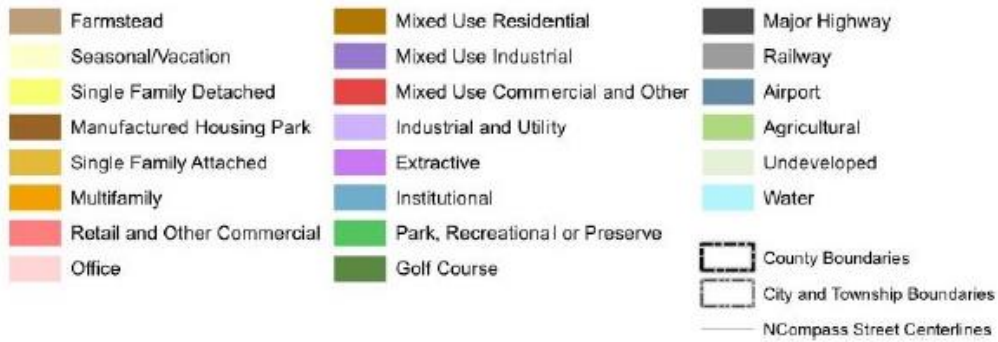 Farmstead
Seasonal/Vacation
Single Family Detached
Manufactured Housing Park
Single Family Attached
Multifamily
Retail and Other Commercial
Office
Mixed Use Residential
Mixed Use Industrial
Mixed Use Commercial and Other
Industrial and Utility
Extractive
Institutional
Park, Recreational or Preserve
Golf Course
Major Highway
Railway
Airport
Agricultural
Undeveloped
Water
County Boundaries
City and Township Boundaries
NCompass Street Centerlines